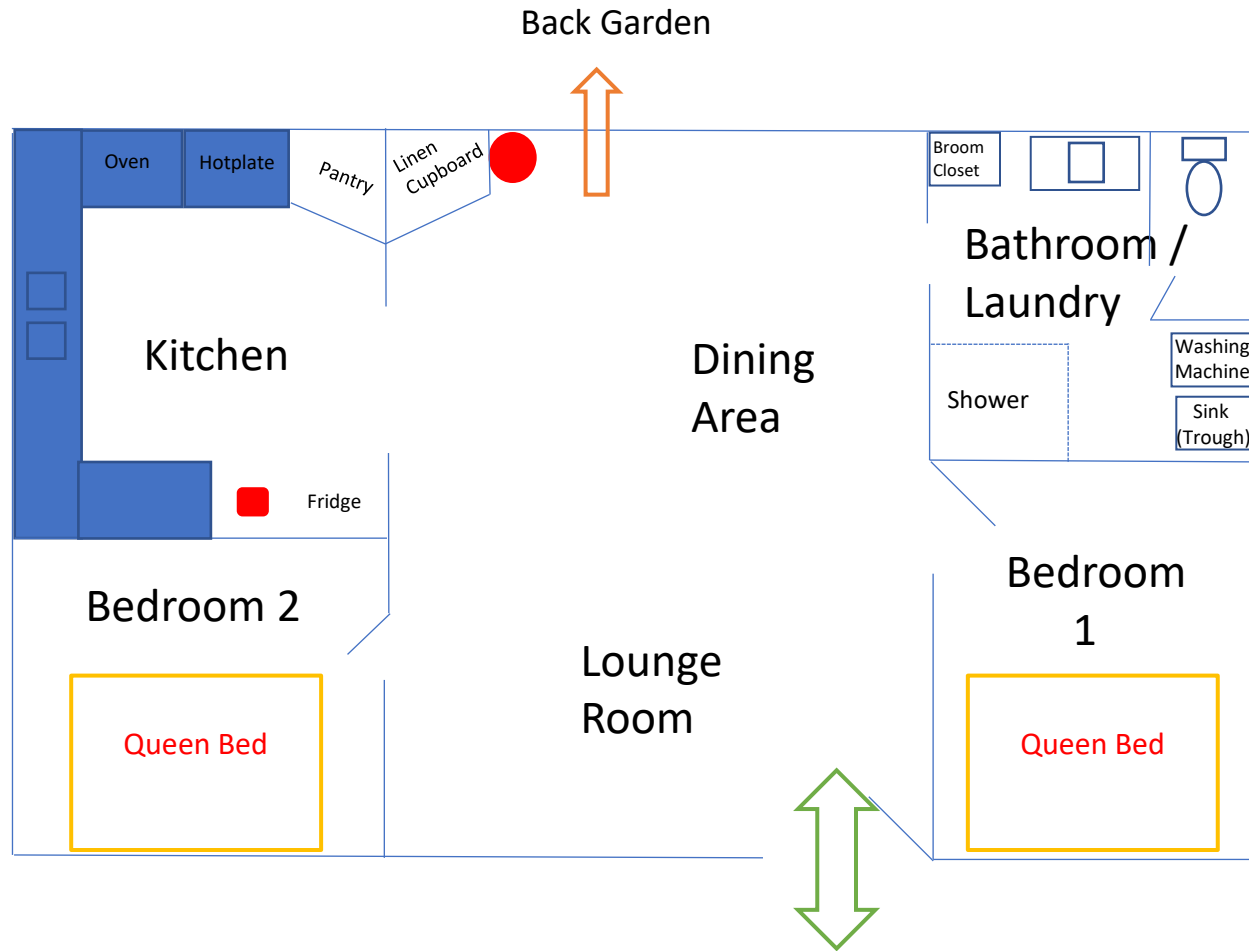 Back Garden
Oven
Hotplate
Pantry
Linen
Cupboard
Broom
Closet
Bathroom /
Laundry
Kitchen
Dining
Area
Washing
Machine
Shower
Sink
(Trough)
Fridge
Bedroom 2
Bedroom
1
Lounge
Room
Queen Bed
Queen Bed